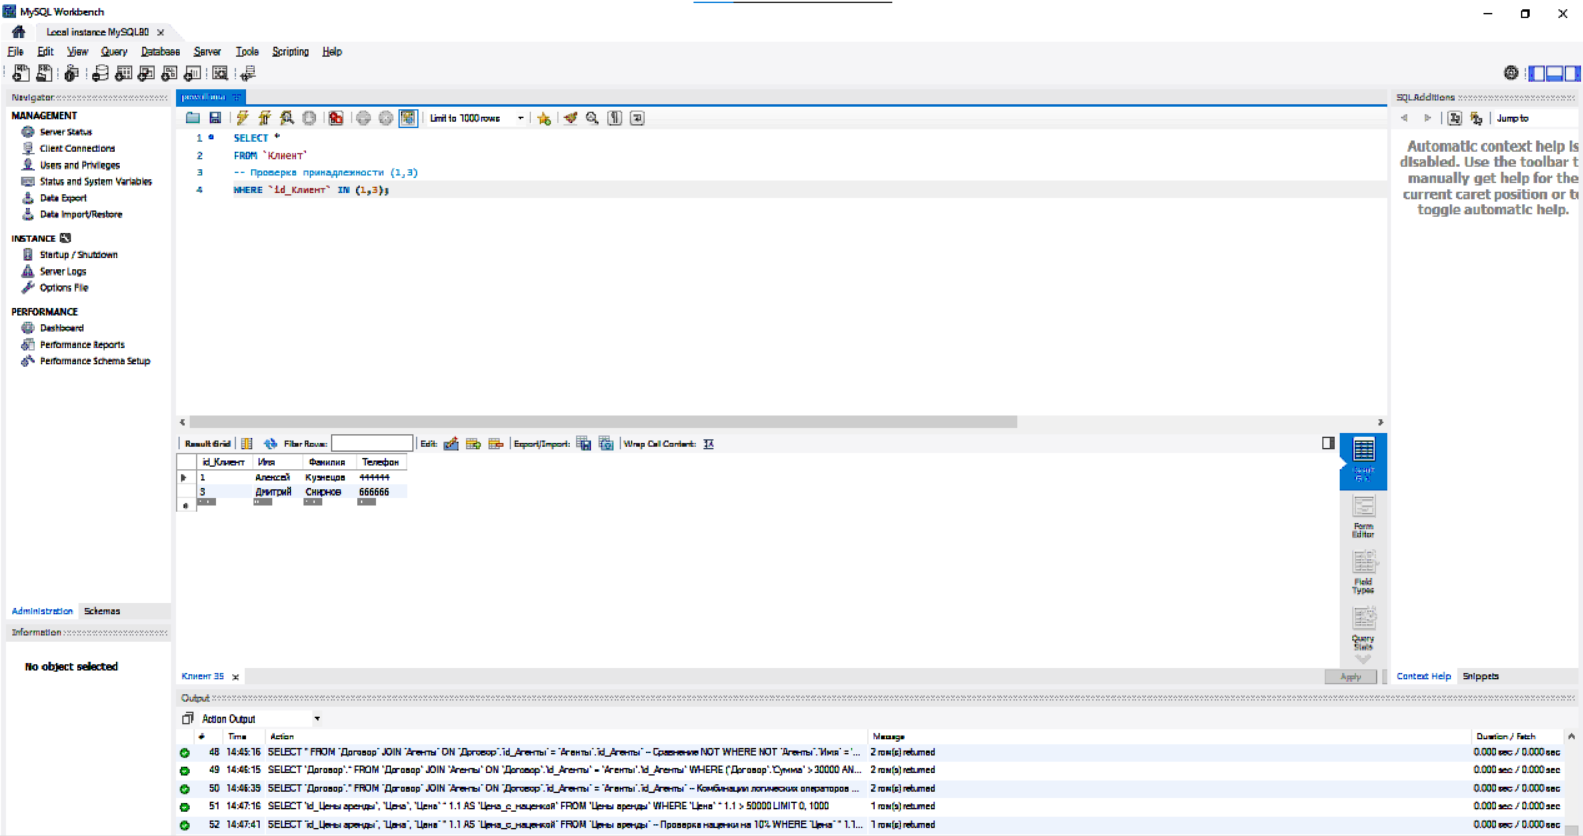 MySQL Workbench
Local instance MySQL80 ×
File Edit View Query Database Server Tools Scripting Help
Navigator
MANAGEMENT
Server Status
Client Connections
Users and Privileges
Status and System Variables
Data Export
Data Import/Restore
INSTANCE
Startup / Shutdown
Server Logs
Options File
PERFORMANCE
Dashboard
Performance Reports
Performance Schema Setup
Administration Schemas
Information
No object selected
Limit to 1000 rows
1 SELECT *
2 FROM `Клиент`
3 -- Проверка принадлежности (1,3)
4 WHERE `id_Клиент` IN (1,3);
Result Grid Filter Rows: Edit: Export/Import: Wrap Cell Content:
id_Клиент Имя Фамилия Телефон
1 Алексей Кузнецов 444444
3 Дмитрий Смирнов 666666
Form Editor
Field Types
Query Stats
Клиент 35 ×
Apply
SQLAdditions
Jump to
Automatic context help is
disabled. Use the toolbar t
manually get help for the
current caret position or t
toggle automatic help.
Context Help Snippets
Output
Action Output
# Time Action Message Duration / Fetch
48 14:45:16 SELECT * FROM `Договор` JOIN `Агенты` ON `Договор`.`id_Агенты` = `Агенты`.`id_Агенты` -- Сравнение NOT WHERE NOT `Агенты`.`Имя` = '... 2 row(s) returned 0.000 sec / 0.000 sec
49 14:46:15 SELECT `Договор`.* FROM `Договор` JOIN `Агенты` ON `Договор`.`id_Агенты` = `Агенты`.`id_Агенты` WHERE (`Договор`.`Сумма` > 30000 AN... 2 row(s) returned 0.000 sec / 0.000 sec
50 14:46:39 SELECT `Договор`.* FROM `Договор` JOIN `Агенты` ON `Договор`.`id_Агенты` = `Агенты`.`id_Агенты` -- Комбинации логических операторов ... 2 row(s) returned 0.000 sec / 0.000 sec
51 14:47:16 SELECT `id_Цены аренды`, `Цена`, `Цена` * 1.1 AS `Цена_с_наценкой` FROM `Цены аренды` WHERE `Цена` * 1.1 > 50000 LIMIT 0, 1000 1 row(s) returned 0.000 sec / 0.000 sec
52 14:47:41 SELECT `id_Цены аренды`, `Цена`, `Цена` * 1.1 AS `Цена_с_наценкой` FROM `Цены аренды` -- Проверка наценки на 10% WHERE `Цена` * 1.1... 1 row(s) returned 0.000 sec / 0.000 sec